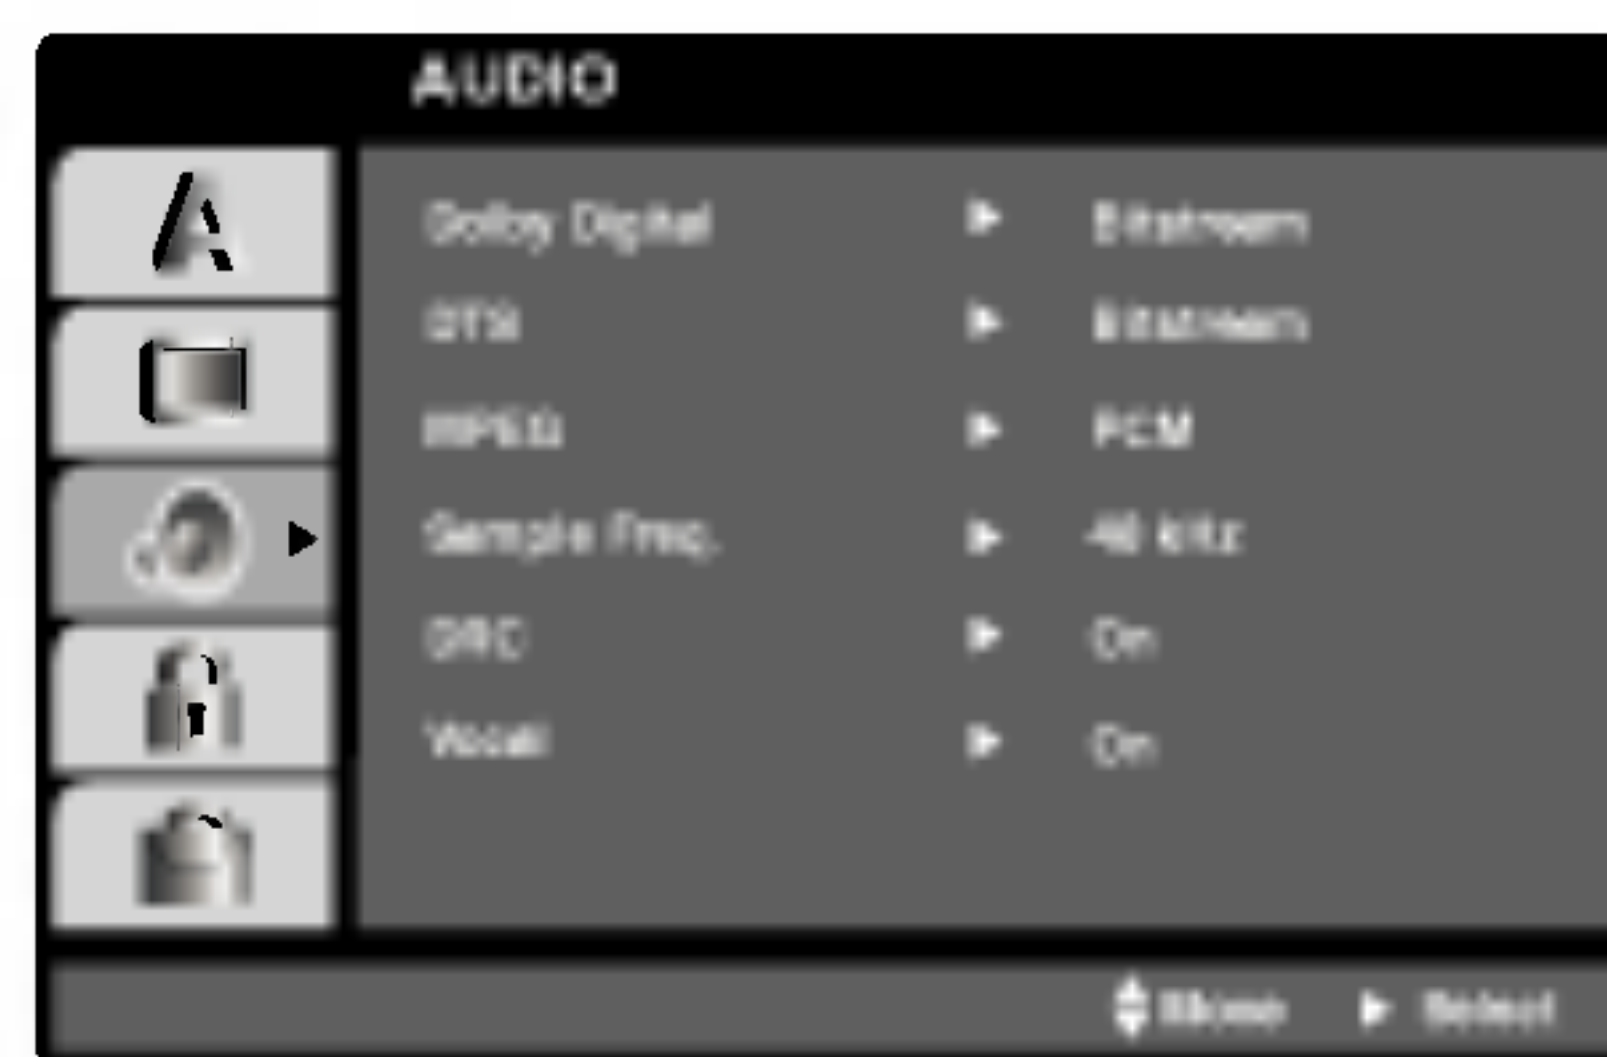 AUDIO
Dolby Digital Bitstream
DTS Bitstream
MPEG PCM
Sample Freq. 48 kHz
DRC On
Vocal On
Move Select